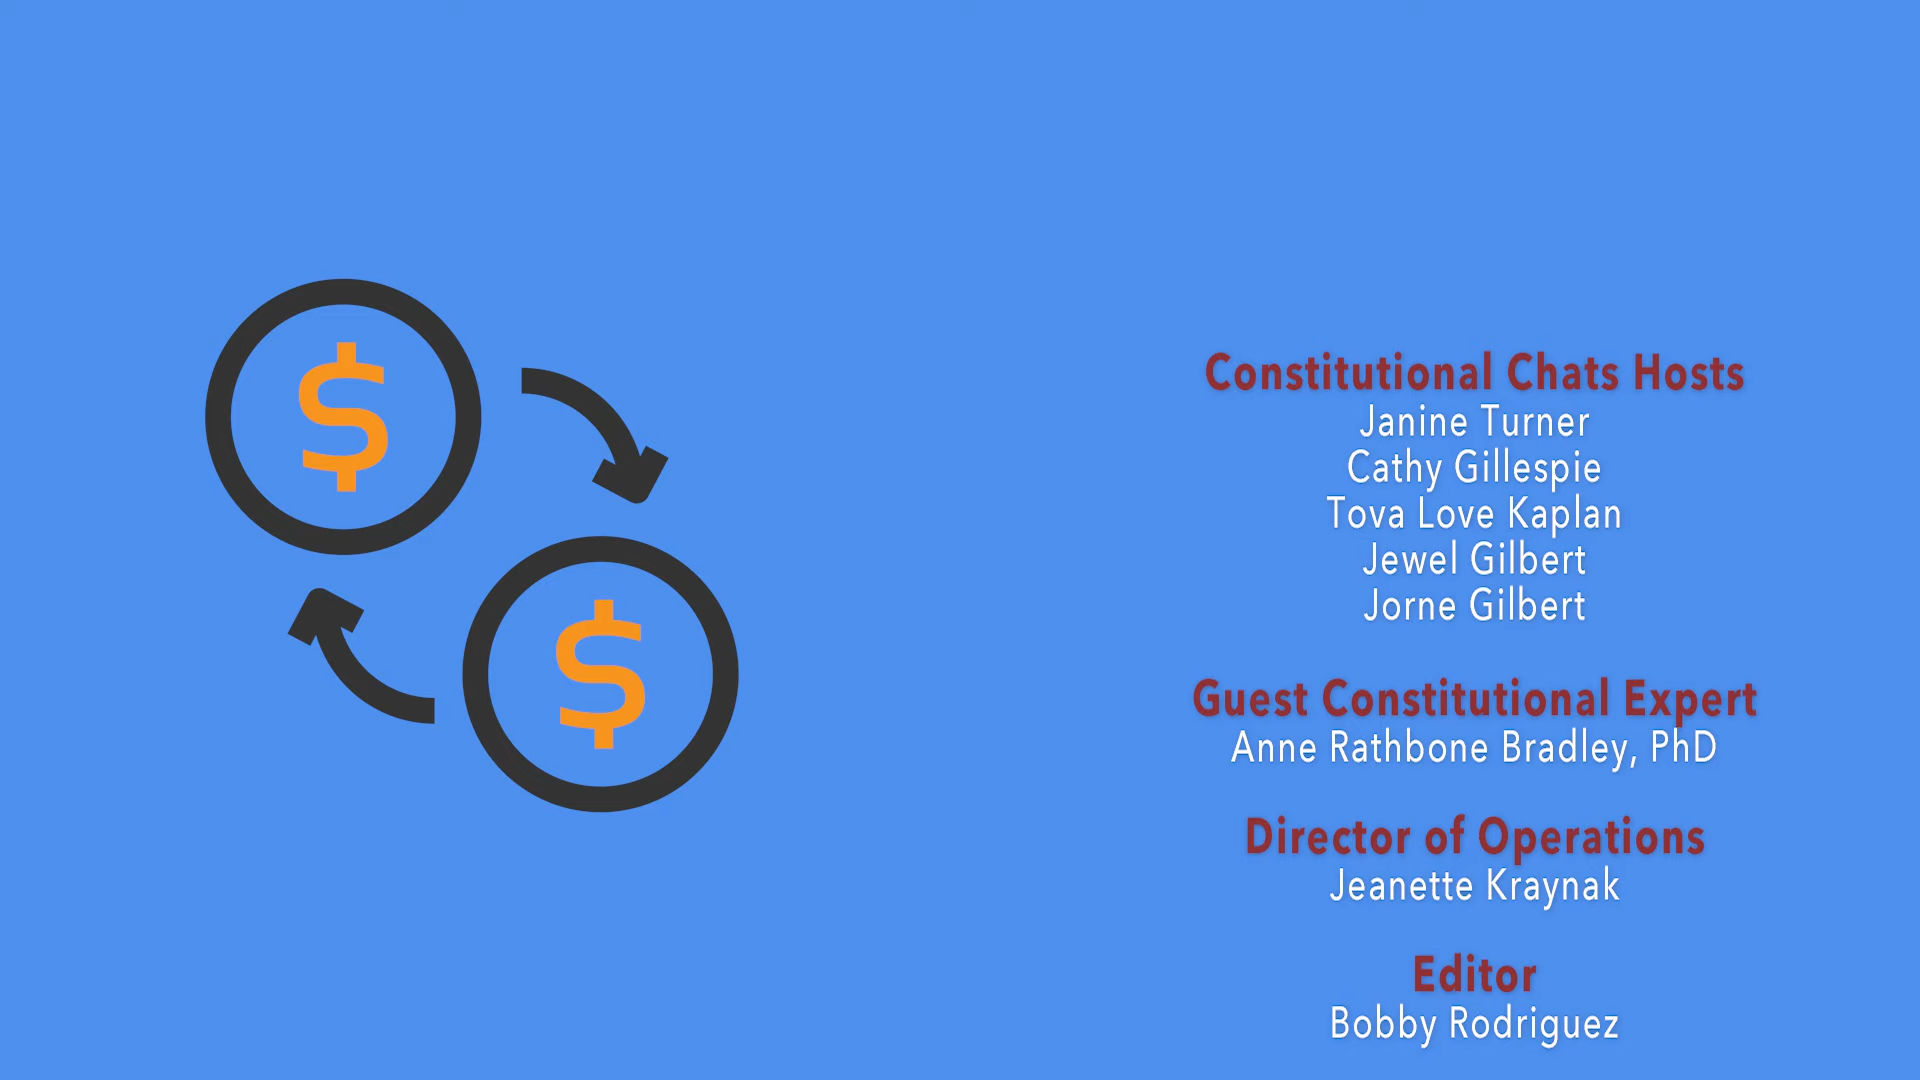 $
$
Constitutional Chats Hosts
Janine Turner
Cathy Gillespie
Tova Love Kaplan
Jewel Gilbert
Jorne Gilbert
Guest Constitutional Expert
Anne Rathbone Bradley, PhD
Director of Operations
Jeanette Kraynak
Editor
Bobby Rodriguez